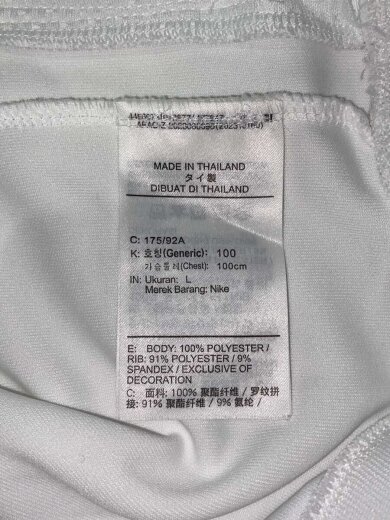 MADE IN THAILAND
タイ製
DIBUAT DI THAILAND
C: 175/92A
K: 호칭(Generic): 100
가슴둘레(Chest): 100cm
IN: Ukuran: L
Merek Barang: Nike
E: BODY: 100% POLYESTER /
RIB: 91% POLYESTER / 9%
SPANDEX / EXCLUSIVE OF
DECORATION
C: 面料: 100% 聚酯纤维 / 罗纹拼
接: 91% 聚酯纤维 / 9% 氨纶 /